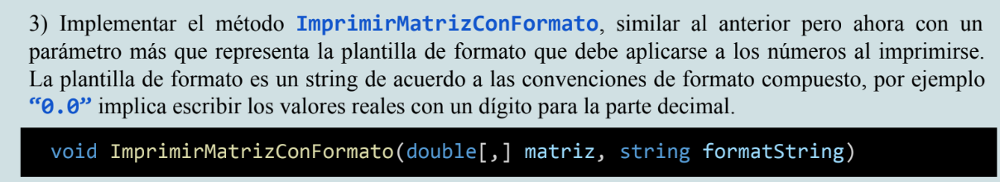 3) Implementar el método ImprimirMatrizConFormato, similar al anterior pero ahora con un
parámetro más que representa la plantilla de formato que debe aplicarse a los números al imprimirse.
La plantilla de formato es un string de acuerdo a las convenciones de formato compuesto, por ejemplo
“0.0” implica escribir los valores reales con un dígito para la parte decimal.
void ImprimirMatrizConFormato(double[,] matriz, string formatString)